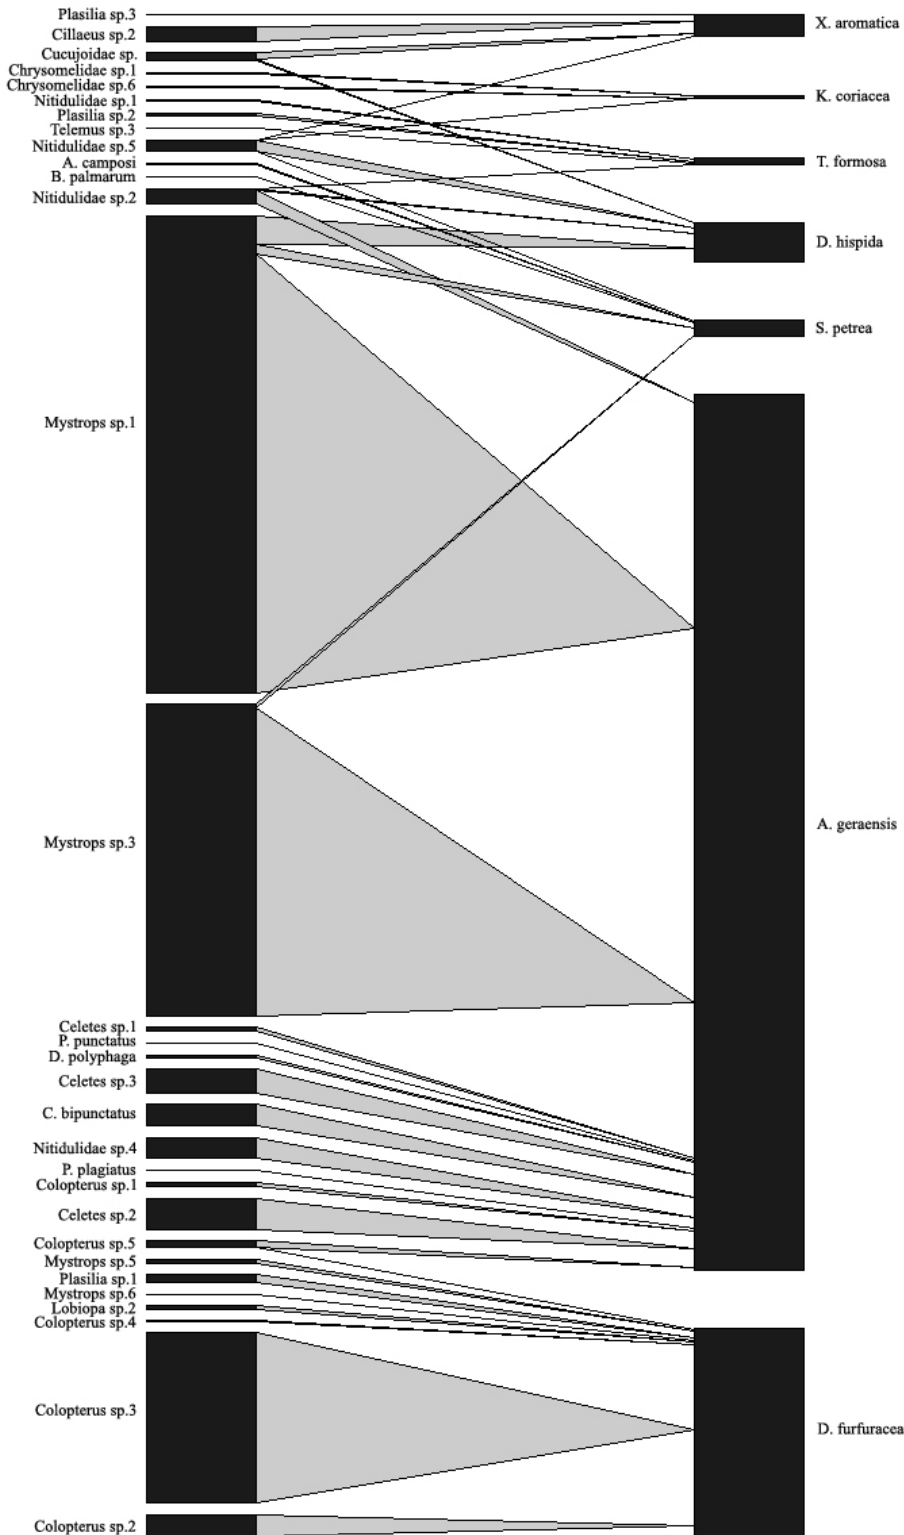 Plasilia sp.3
Cillaeus sp.2
Cucujoidae sp.
Chrysomelidae sp.1
Chrysomelidae sp.6
Nitidulidae sp.1
Plasilia sp.2
Telemus sp.3
Nitidulidae sp.5
A. camposi
B. palmarum
Nitidulidae sp.2
Mystrops sp.1
Mystrops sp.3
Celetes sp.1
P. punctatus
D. polyphaga
Celetes sp.3
C. bipunctatus
Nitidulidae sp.4
P. plagiatus
Colopterus sp.1
Celetes sp.2
Colopterus sp.5
Mystrops sp.5
Plasilia sp.1
Mystrops sp.6
Lobiopa sp.2
Colopterus sp.4
Colopterus sp.3
Colopterus sp.2
X. aromatica
K. coriacea
T. formosa
D. hispida
S. petrea
A. geraensis
D. furfuracea